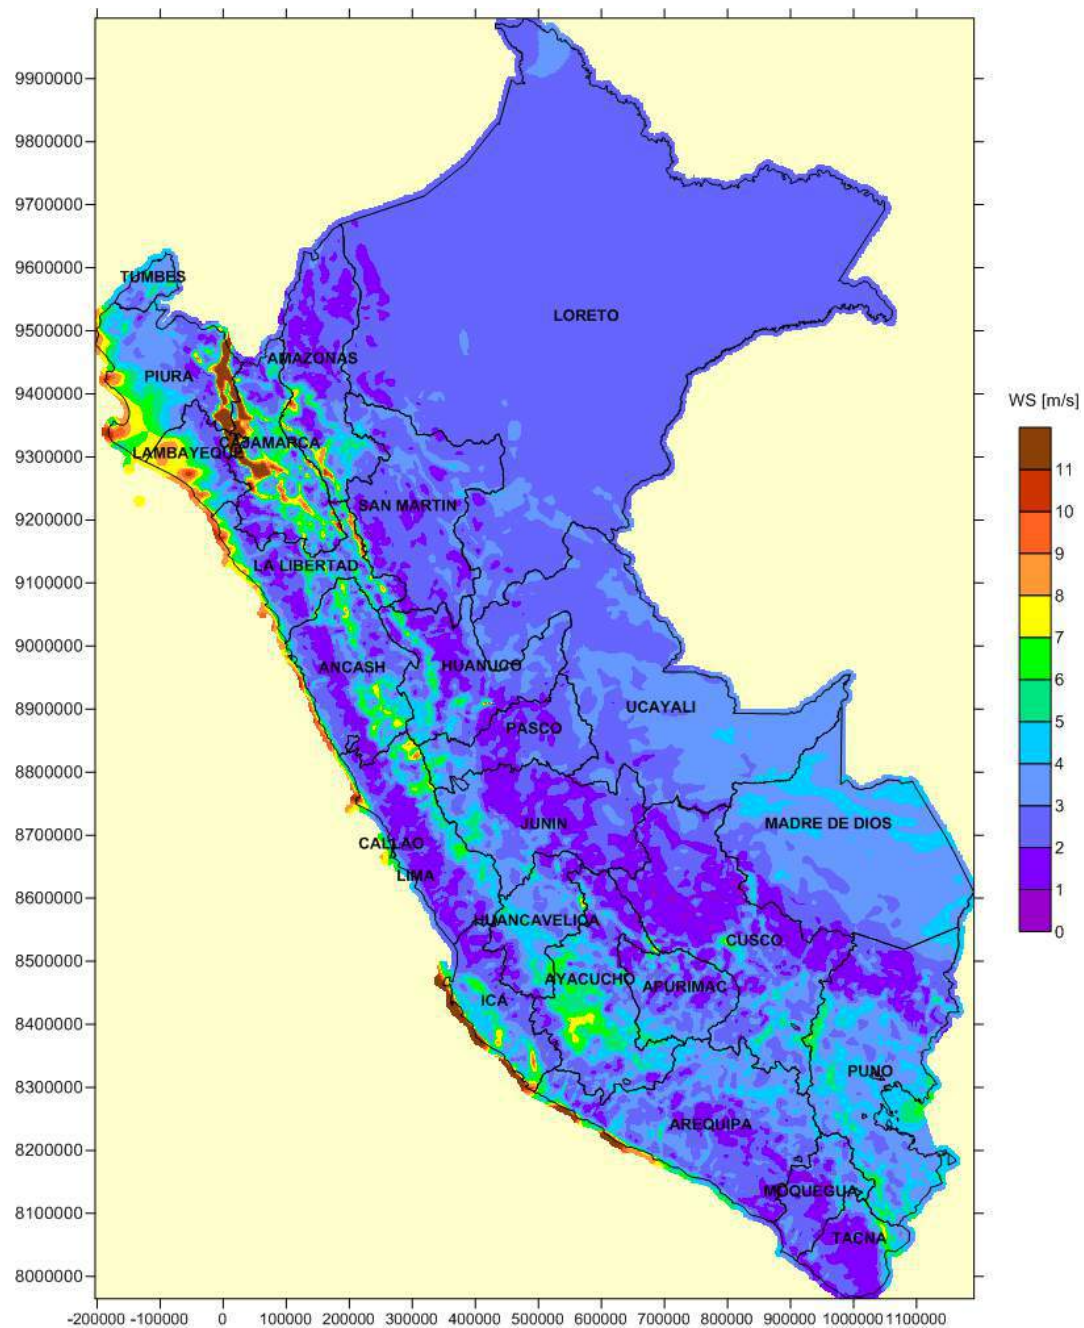 9900000
9800000
9700000
9600000
9500000
9400000
9300000
9200000
9100000
9000000
8900000
8800000
8700000
8600000
8500000
8400000
8300000
8200000
8100000
8000000
-200000 -100000 0 100000 200000 300000 400000 500000 600000 700000 800000 900000 1000000 1100000
TUMBES
LORETO
AMAZONAS
PIURA
CAJAMARCA
LAMBAYEQUE
SAN MARTIN
LA LIBERTAD
ANCASH
HUANUCO
UCAYALI
PASCO
JUNIN
MADRE DE DIOS
CALLAO
LIMA
HUANCAVELICA
CUSCO
AYACUCHO
APURIMAC
ICA
PUNO
AREQUIPA
MOQUEGUA
TACNA
WS [m/s]
11
10
9
8
7
6
5
4
3
2
1
0